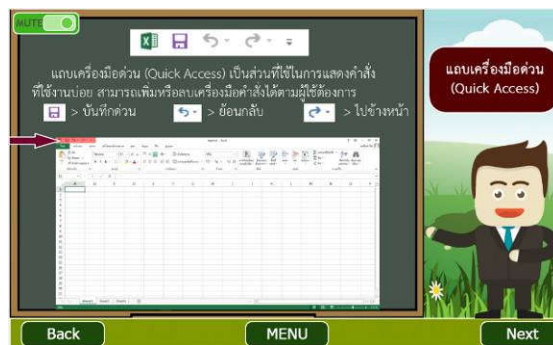 MUTE
แถบเครื่องมือด่วน (Quick Access) เป็นส่วนที่ใช้ในการแสดงคำสั่ง
ที่ใช้งานบ่อย สามารถเพิ่มหรือลบเครื่องมือคำสั่งได้ตามผู้ใช้ต้องการ
> บันทึกด่วน > ย้อนกลับ > ไปข้างหน้า
แถบเครื่องมือด่วน
(Quick Access)
Back MENU Next